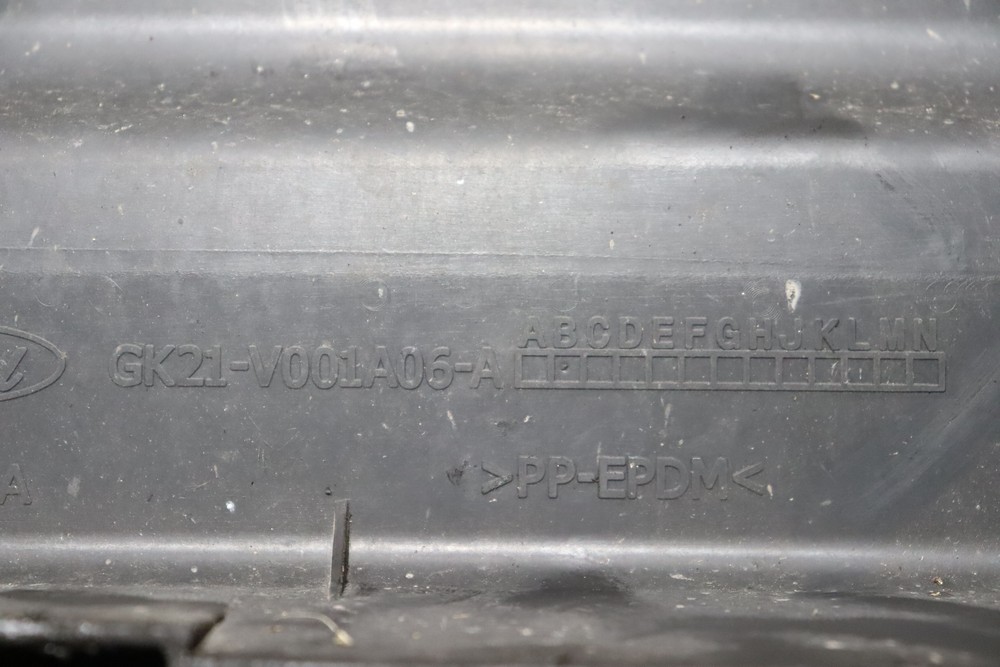 GK21-V001A06-A ABCDEFGHJKLMN
>PP-EPDM<
A